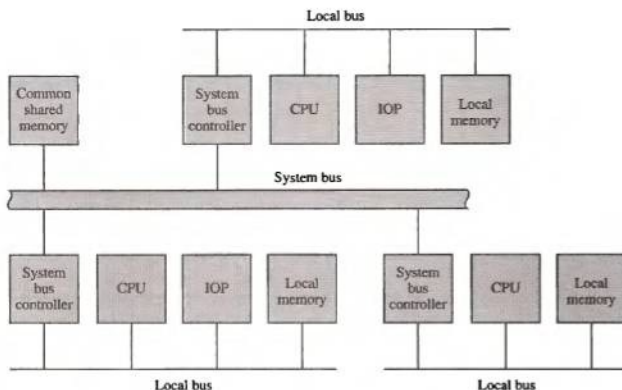 Local bus
Common
shared
memory
System
bus
controller
CPU
IOP
Local
memory
System bus
System
bus
controller
CPU
IOP
Local
memory
System
bus
controller
CPU
Local
memory
Local bus
Local bus